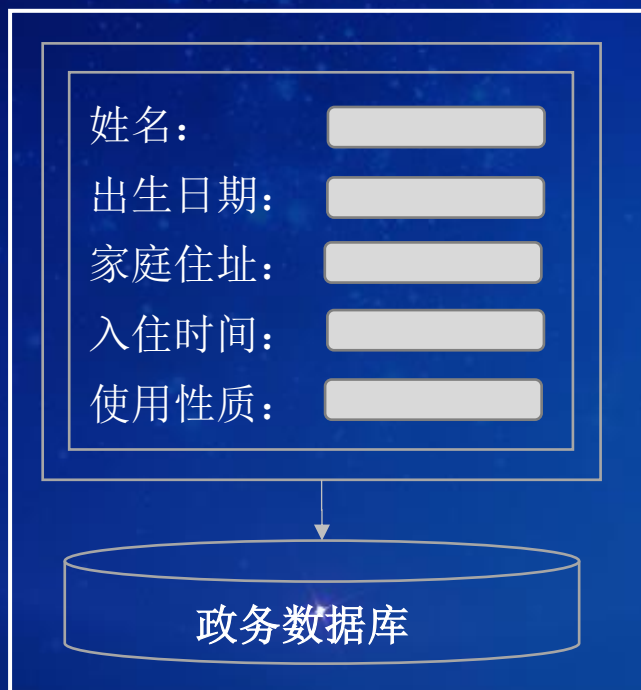 姓名：
出生日期：
家庭住址：
入住时间：
使用性质：
政务数据库